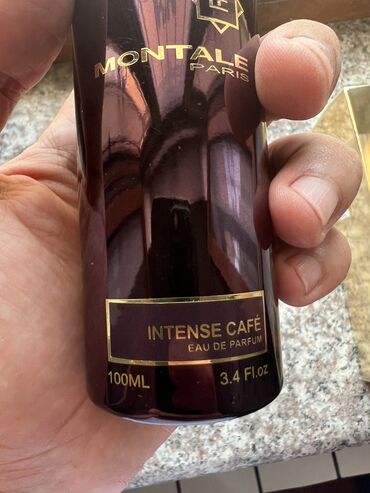 MONTALE
PARIS
INTENSE CAFÉ
EAU DE PARFUM
100ML 3.4 Fl.oz